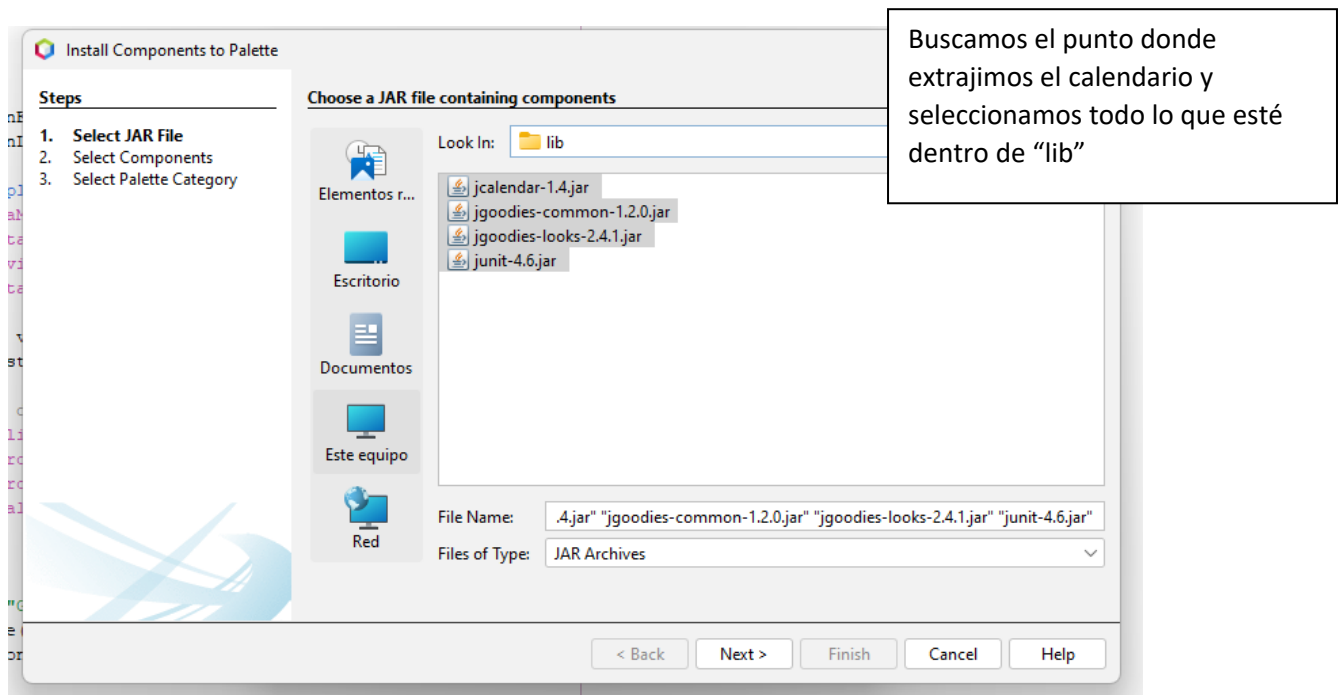 Install Components to Palette
Buscamos el punto donde
extrajimos el calendario y
seleccionamos todo lo que esté
dentro de “lib”
Steps
1. Select JAR File
2. Select Components
3. Select Palette Category
Choose a JAR file containing components
Look In: lib
Elementos r...
Escritorio
Documentos
Este equipo
Red
jcalendar-1.4.jar
jgoodies-common-1.2.0.jar
jgoodies-looks-2.4.1.jar
junit-4.6.jar
File Name: .4.jar" "jgoodies-common-1.2.0.jar" "jgoodies-looks-2.4.1.jar" "junit-4.6.jar"
Files of Type: JAR Archives
< Back Next > Finish Cancel Help